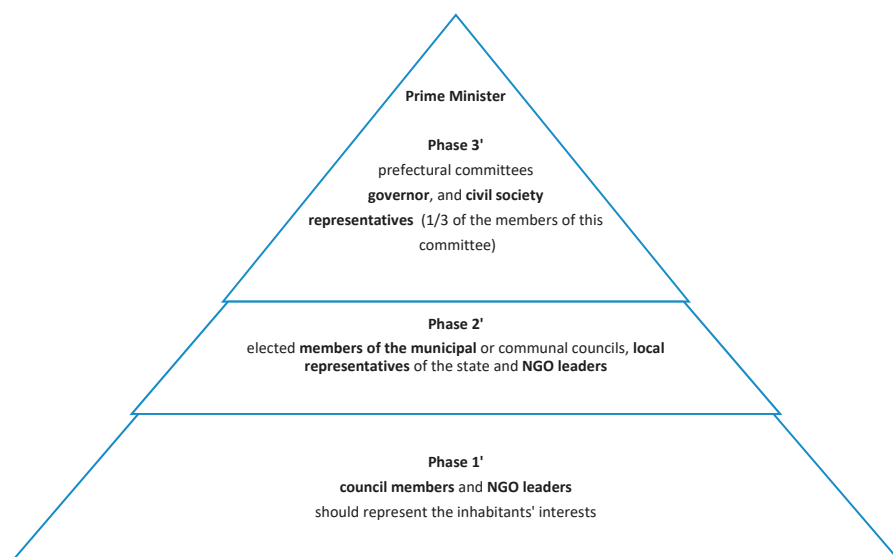 Prime Minister
Phase 3'
prefectural committees
governor, and civil society
representatives (1/3 of the members of this
committee)
Phase 2'
elected members of the municipal or communal councils, local
representatives of the state and NGO leaders
Phase 1'
council members and NGO leaders
should represent the inhabitants' interests